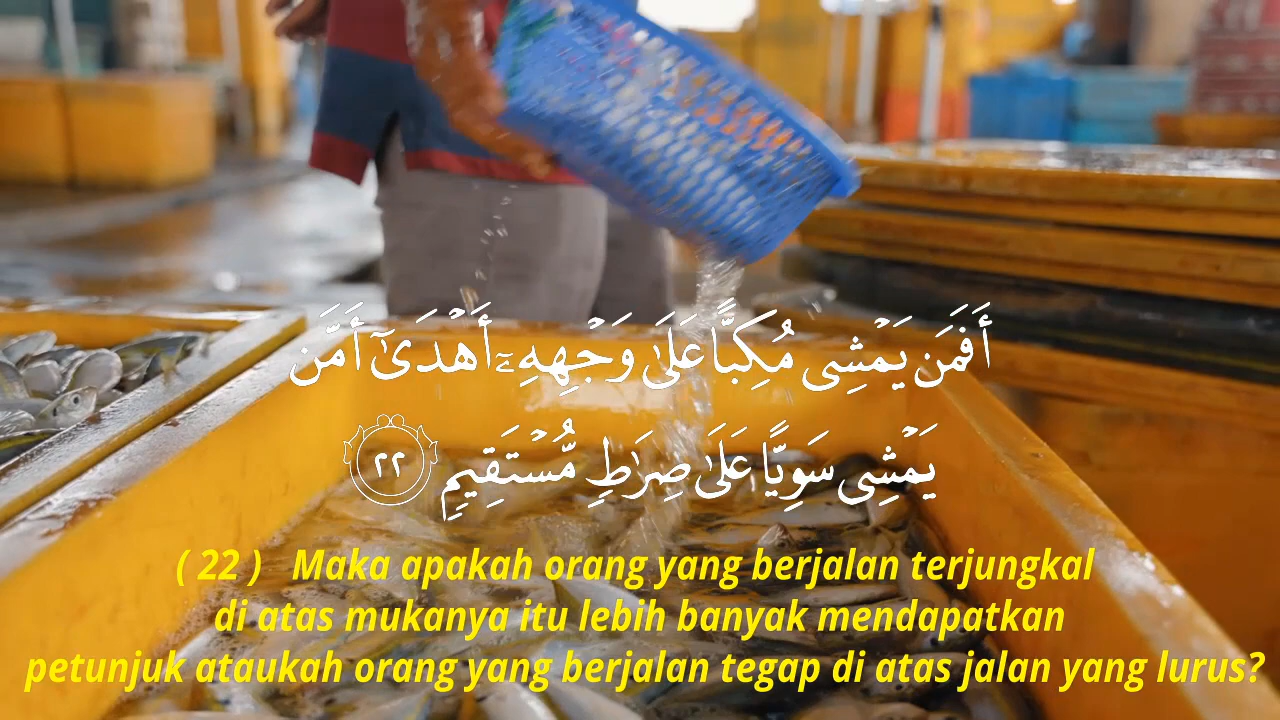 أَفَمَن يَمْشِى مُكِبًّا عَلَىٰ وَجْهِهِۦٓ أَهْدَىٰٓ أَمَّن
يَمْشِى سَوِيًّا عَلَىٰ صِرَٰطٍ مُّسْتَقِيمٍ ٢٢
( 22 ) Maka apakah orang yang berjalan terjungkal
di atas mukanya itu lebih banyak mendapatkan
petunjuk ataukah orang yang berjalan tegap di atas jalan yang lurus?